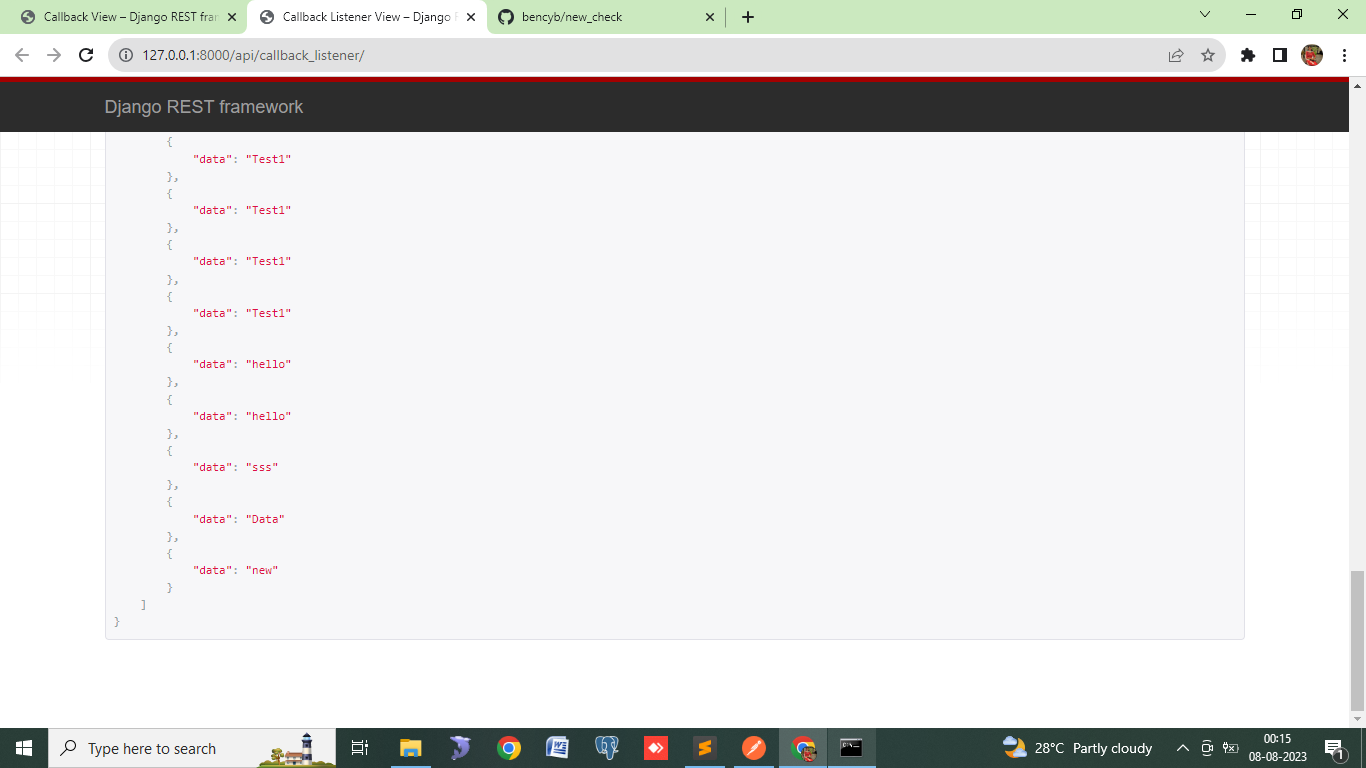 Callback View – Django REST fra
Callback Listener View – Django
bencyb/new_check
127.0.0.1:8000/api/callback_listener/
Django REST framework
{
"data": "Test1"
},
{
"data": "Test1"
},
{
"data": "Test1"
},
{
"data": "Test1"
},
{
"data": "hello"
},
{
"data": "hello"
},
{
"data": "sss"
},
{
"data": "Data"
},
{
"data": "new"
}
]
}
Type here to search
28°C Partly cloudy
00:15
08-08-2023
1